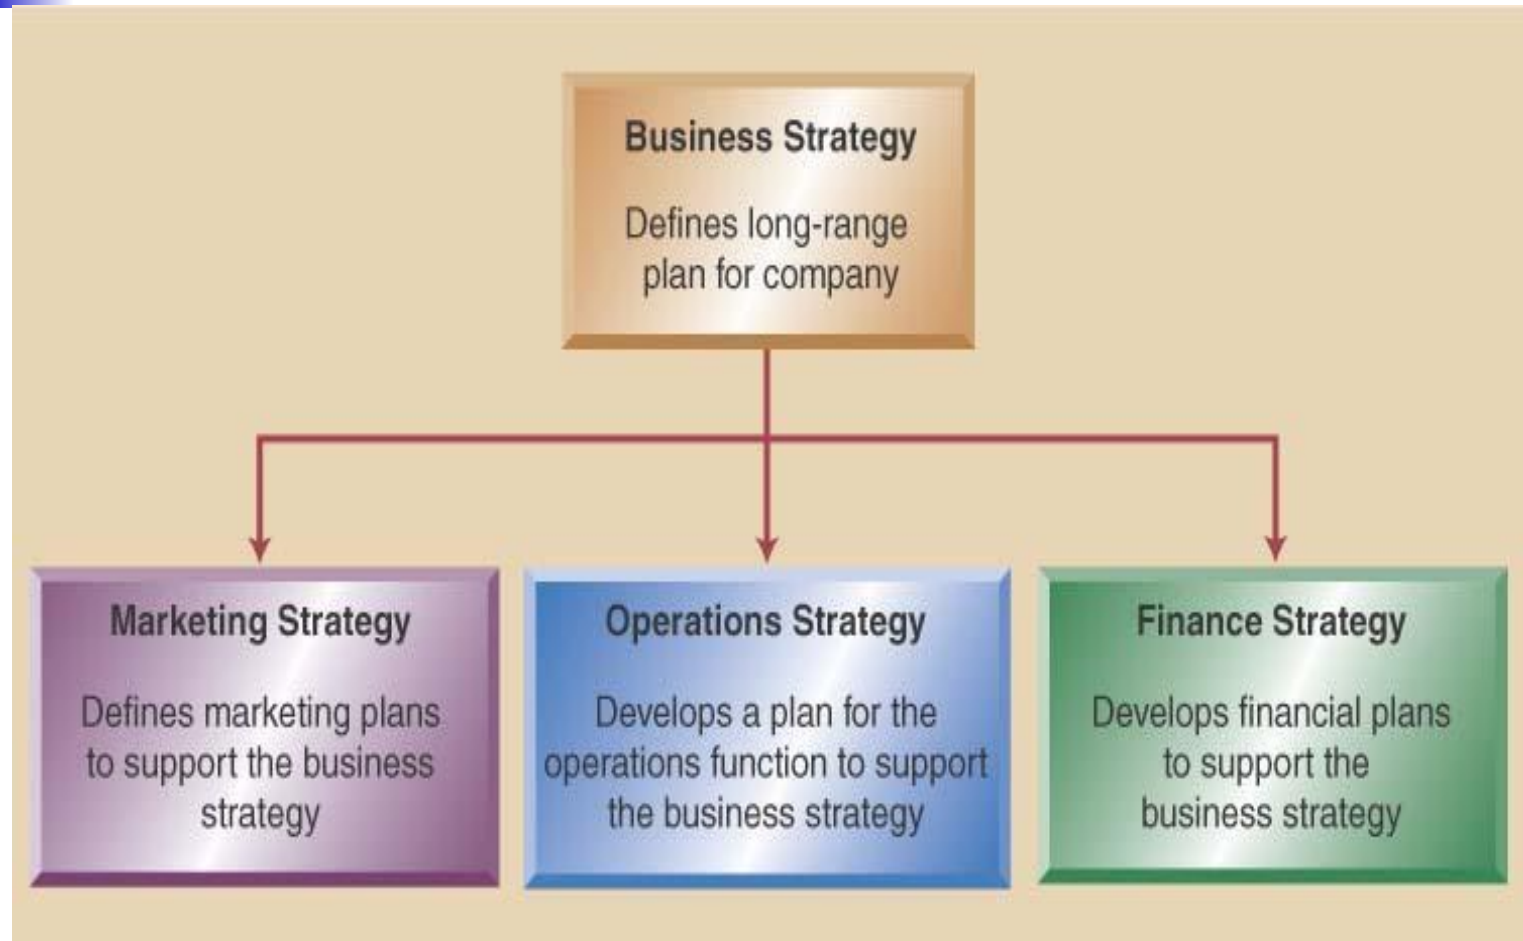 Business Strategy
Defines long-range
plan for company
Marketing Strategy
Defines marketing plans
to support the business
strategy
Operations Strategy
Develops a plan for the
operations function to support
the business strategy
Finance Strategy
Develops financial plans
to support the
business strategy